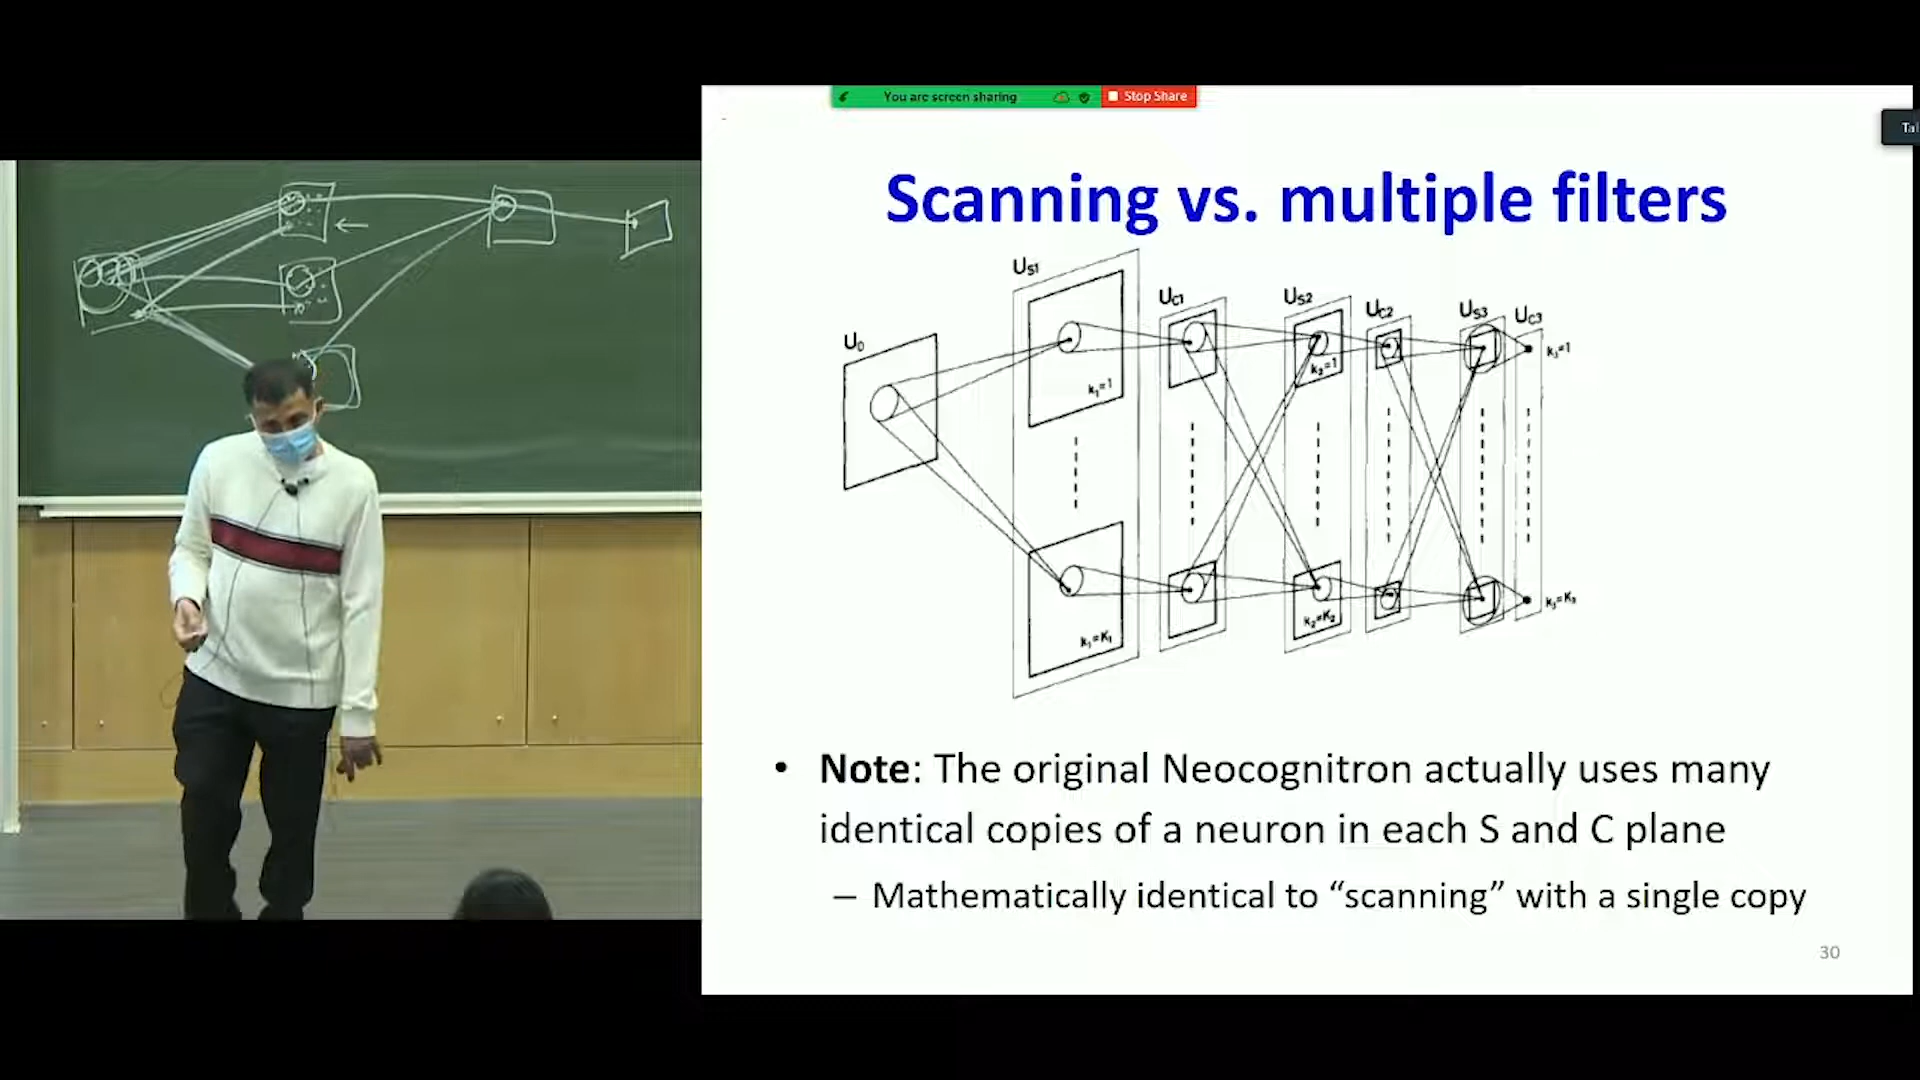 You are screen sharing
Stop Share
Scanning vs. multiple filters
U₀
U_S1
U_C1
U_S2
U_C2
U_S3
U_C3
k₁=1
k₂=1
k₃=1
k₁=K₁
k₂=K₂
k₃=K₃
• Note: The original Neocognitron actually uses many
identical copies of a neuron in each S and C plane
– Mathematically identical to “scanning” with a single copy
30